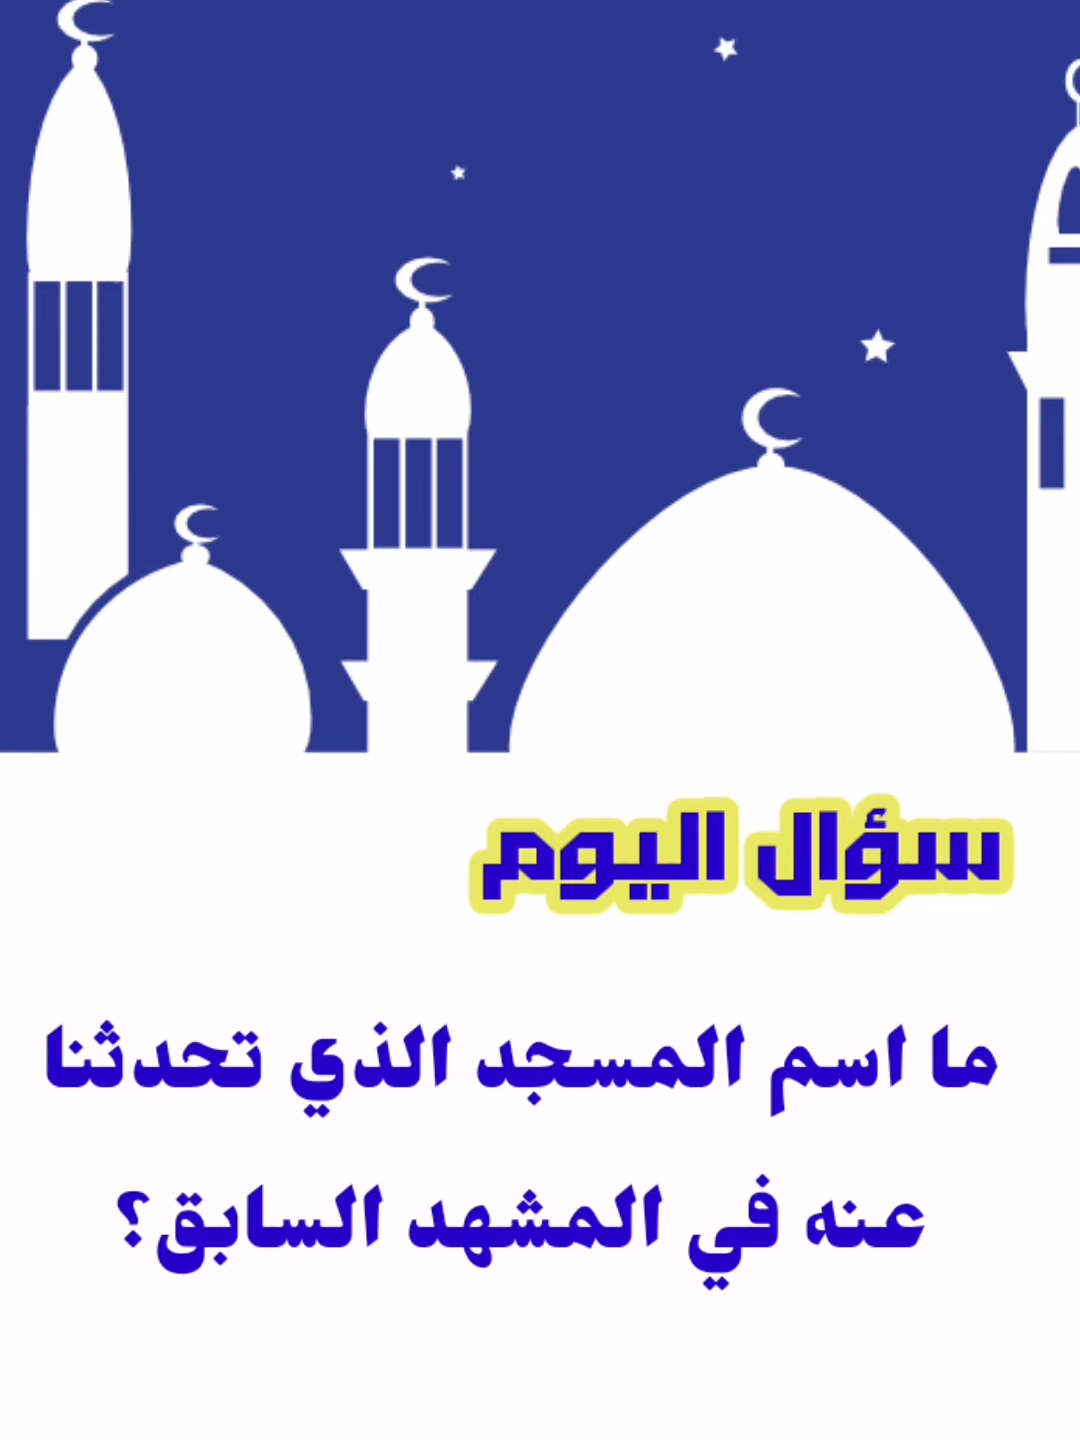 سؤال اليوم
ما اسم المسجد الذي تحدثنا
عنه في المشهد السابق؟